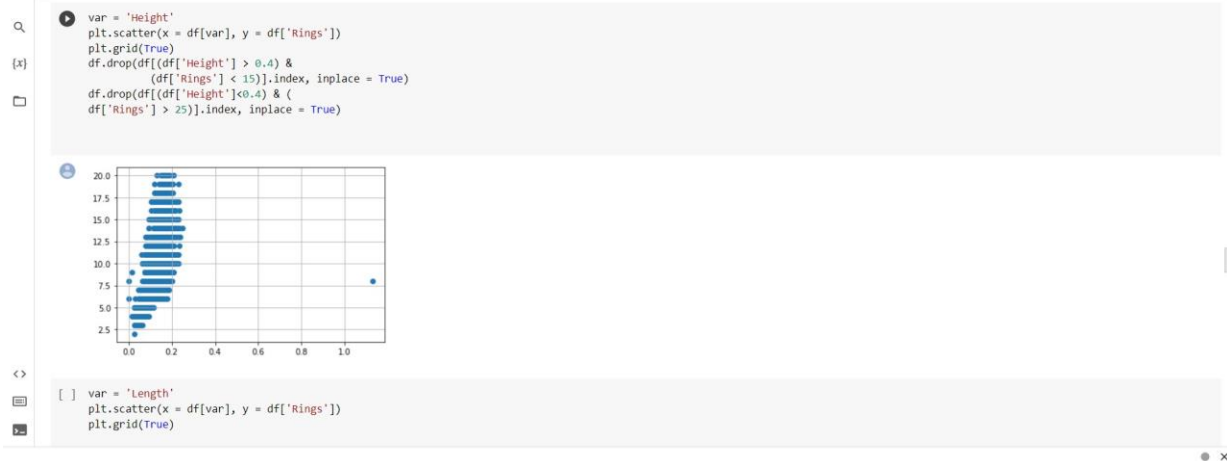 var = 'Height'
plt.scatter(x = df[var], y = df['Rings'])
plt.grid(True)
df.drop(df[(df['Height'] > 0.4) &
(df['Rings'] < 15)].index, inplace = True)
df.drop(df[(df['Height']<0.4) & (
df['Rings'] > 25)].index, inplace = True)
{x}
20.0
17.5
15.0
12.5
10.0
7.5
5.0
2.5
0.0 0.2 0.4 0.6 0.8 1.0
<>
[ ] var = 'Length'
plt.scatter(x = df[var], y = df['Rings'])
plt.grid(True)